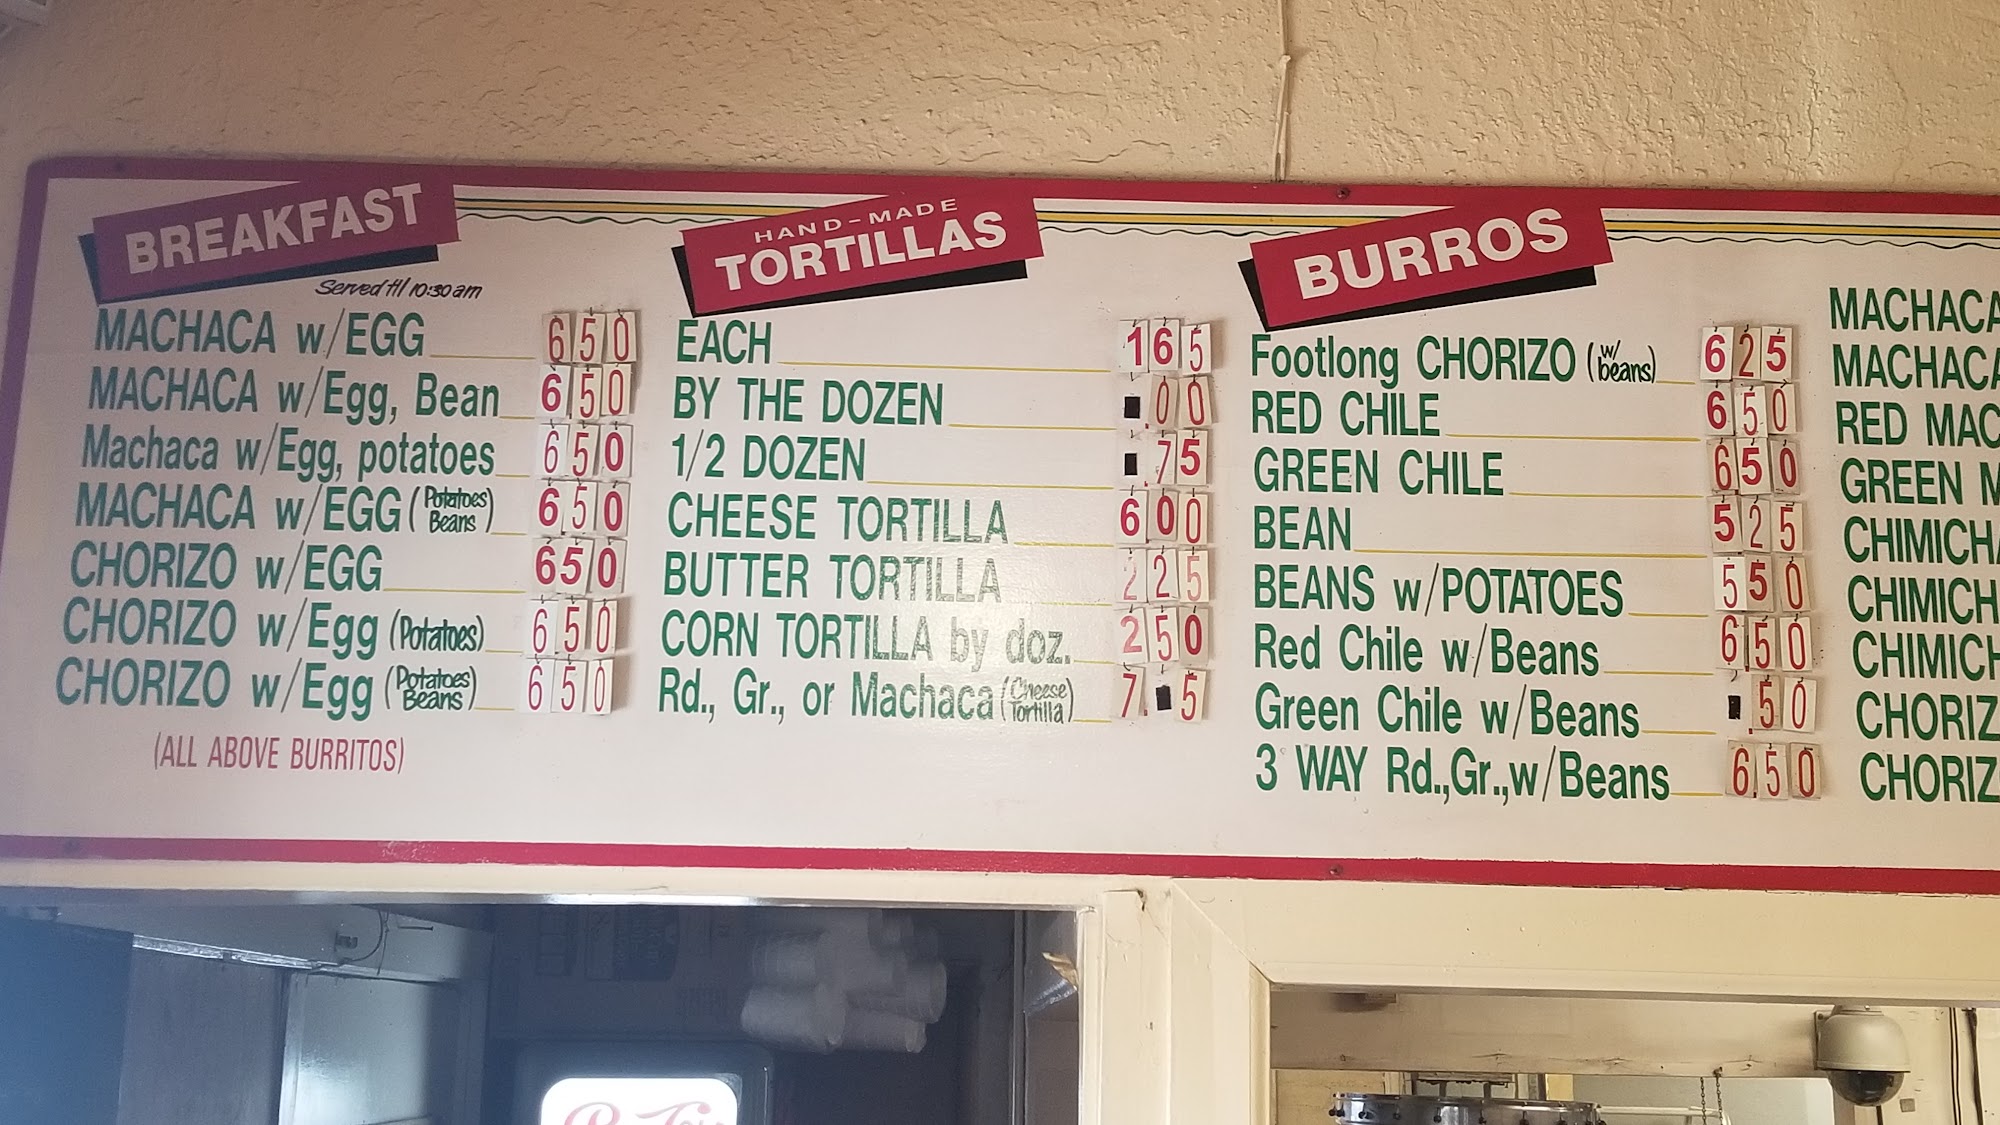 BREAKFAST
Served til 10:30 am
MACHACA w/EGG 650
MACHACA w/Egg, Bean 650
Machaca w/Egg, potatoes 650
MACHACA w/EGG (Potatoes Beans) 650
CHORIZO w/EGG 650
CHORIZO w/Egg (Potatoes) 650
CHORIZO w/Egg (Potatoes Beans) 650
(ALL ABOVE BURRITOS)
HAND-MADE
TORTILLAS
EACH 165
BY THE DOZEN .00
1/2 DOZEN .75
CHEESE TORTILLA 600
BUTTER TORTILLA 225
CORN TORTILLA by doz. 250
Rd., Gr., or Machaca (Cheese Tortilla) 7. 5
BURROS
Footlong CHORIZO (w/ beans) 625
RED CHILE 650
GREEN CHILE 650
BEAN 525
BEANS w/POTATOES 550
Red Chile w/Beans 650
Green Chile w/Beans .50
3 WAY Rd.,Gr.,w/Beans 6.50
MACHACA
MACHACA
RED MAC
GREEN M
CHIMICHA
CHIMICH
CHIMICH
CHORIZ
CHORIZ